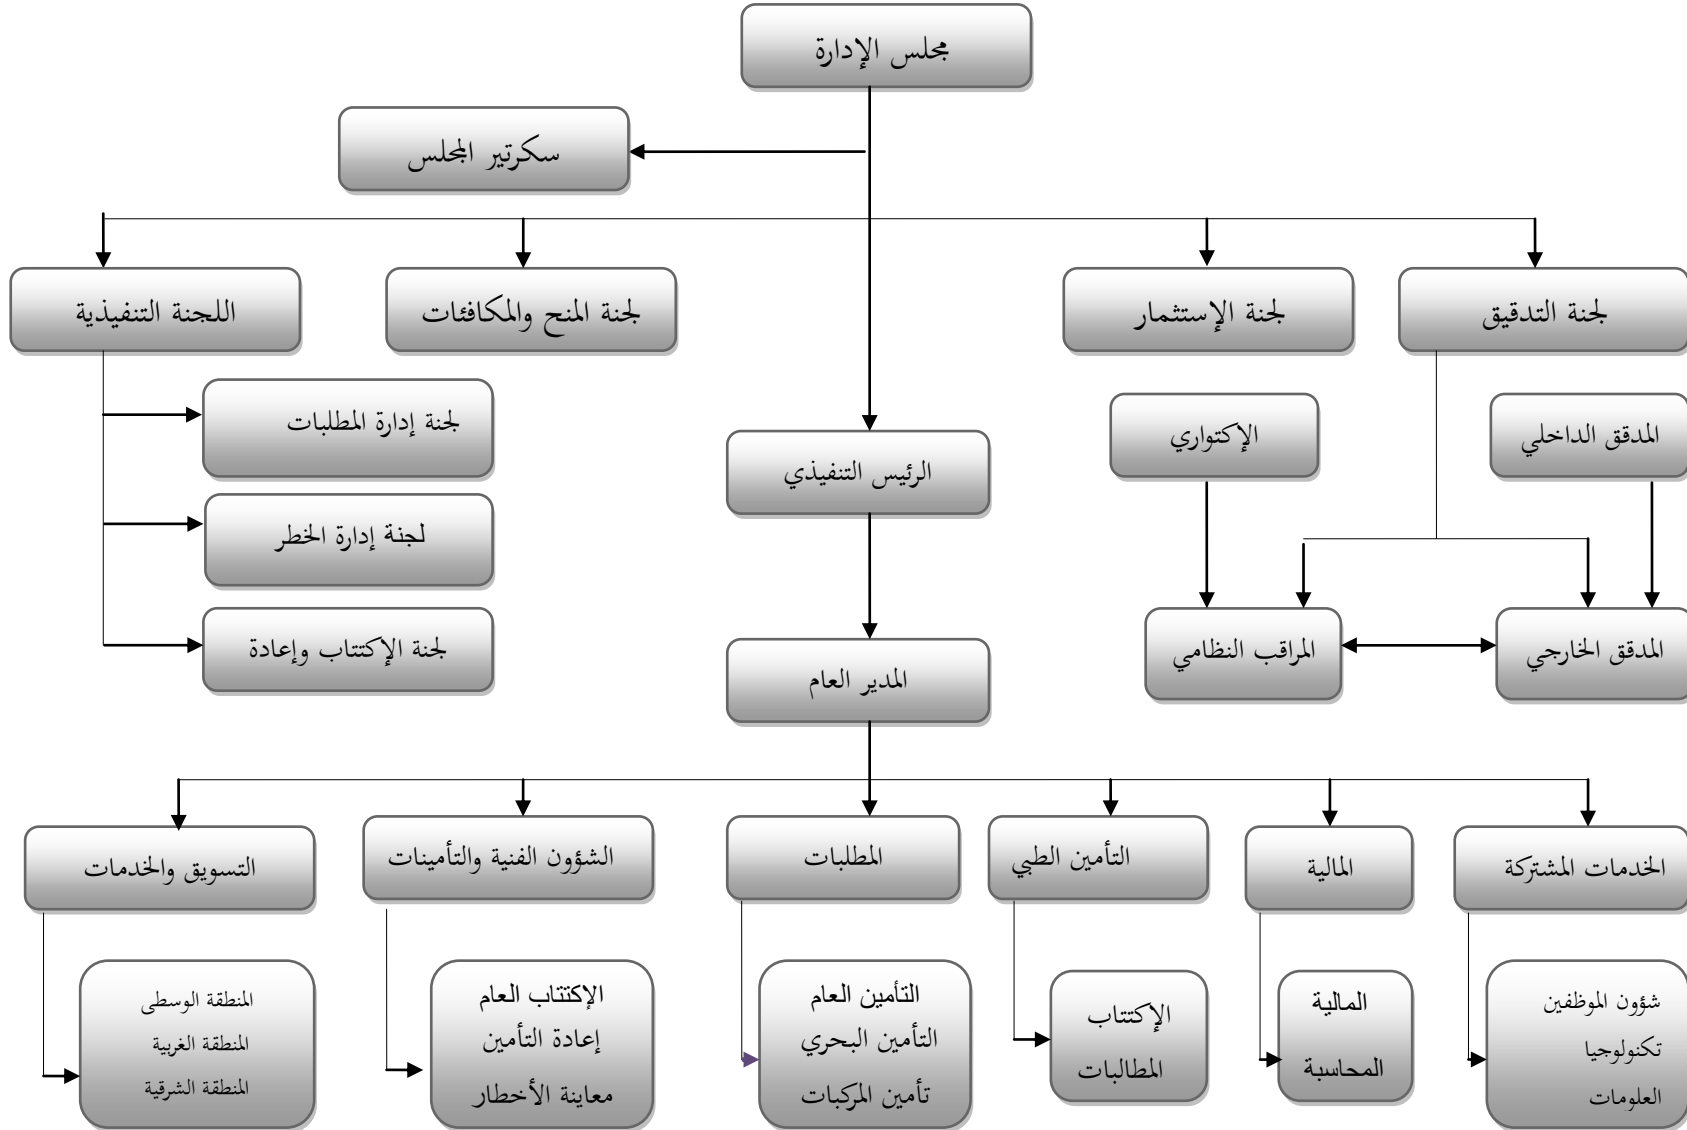 مجلس الإدارة
سكرتير المجلس
لجنة التدقيق
لجنة الإستثمار
لجنة المنح والمكافئات
اللجنة التنفيذية
المدقق الداخلي
الإكتواري
الرئيس التنفيذي
لجنة إدارة المطلبات
لجنة إدارة الخطر
لجنة الإكتتاب وإعادة
المدقق الخارجي
المراقب النظامي
المدير العام
الخدمات المشتركة
المالية
التأمين الطبي
المطلبات
الشؤون الفنية والتأمينات
التسويق والخدمات
شؤون الموظفين
تكنولوجيا
العلومات
المالية
المحاسبة
الإكتتاب
المطالبات
التأمين العام
التأمين البحري
تأمين المركبات
الإكتتاب العام
إعادة التأمين
معاينة الأخطار
المنطقة الوسطى
المنطقة الغربية
المنطقة الشرقية